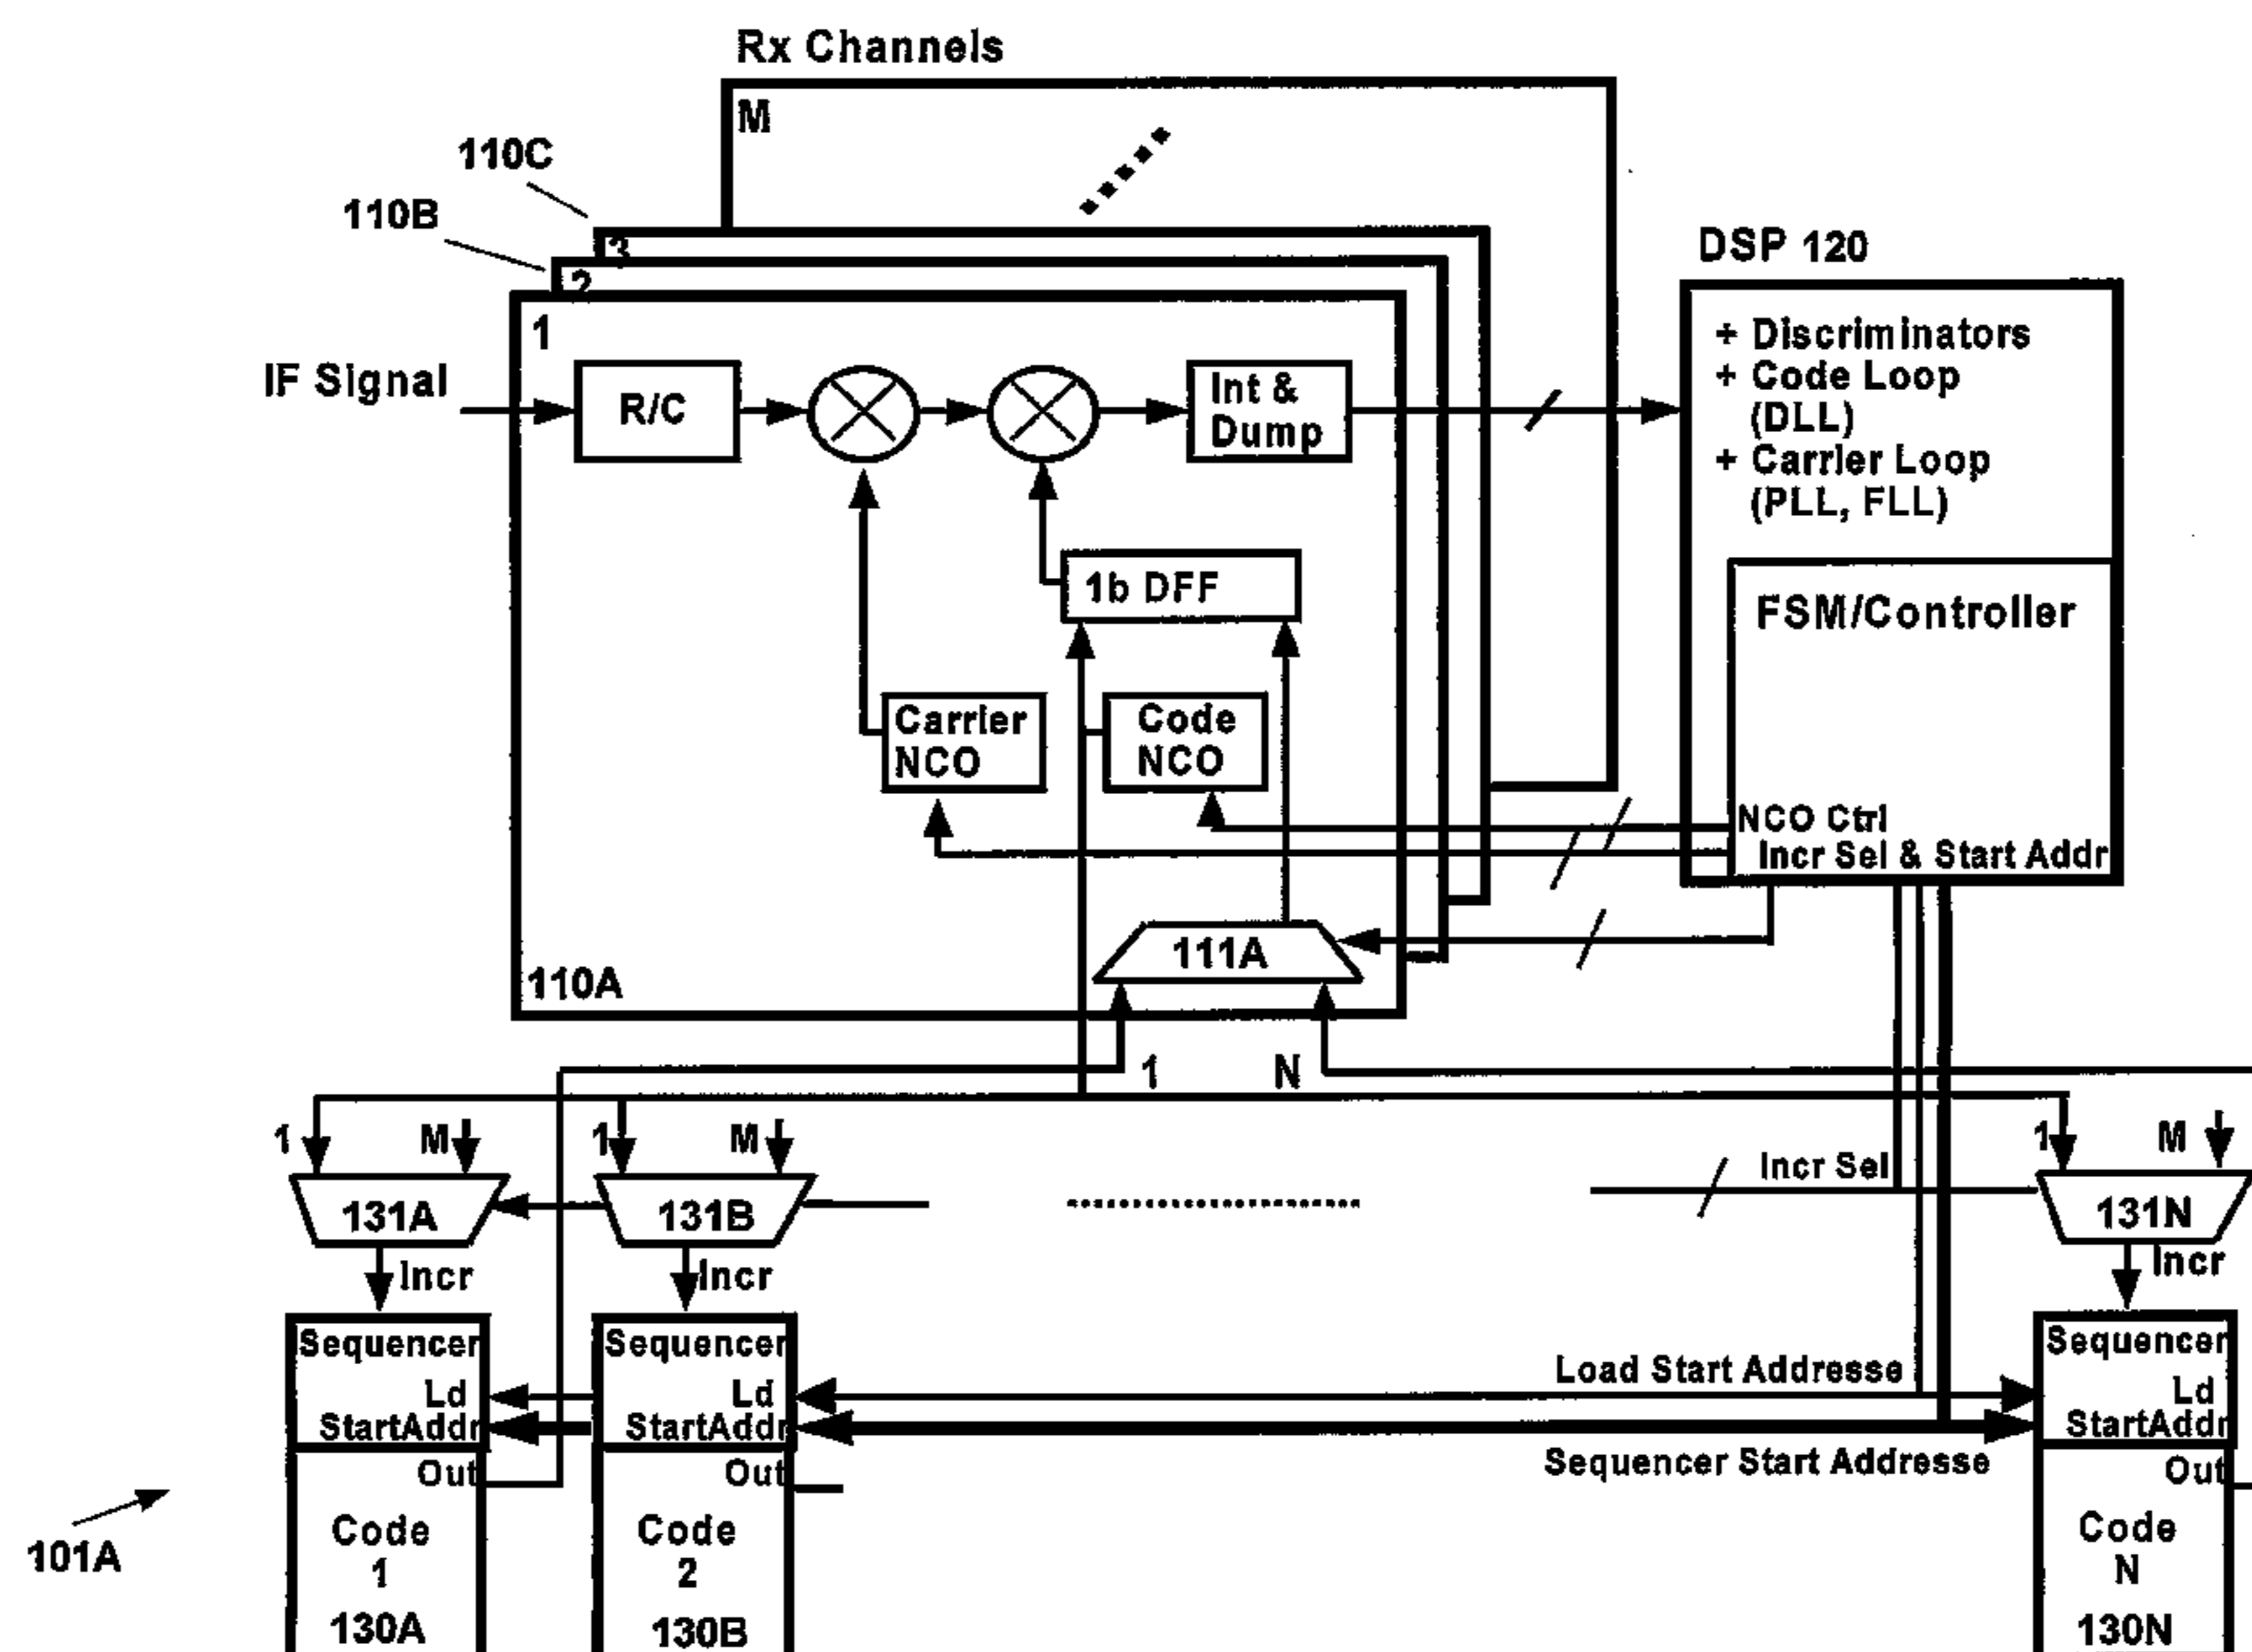 Rx Channels
M
110C
110B
3
2
1
DSP 120
IF Signal
R/C
Int &
Dump
+ Discriminators
+ Code Loop
(DLL)
+ Carrier Loop
(PLL, FLL)
1b DFF
FSM/Controller
Carrier
NCO
Code
NCO
NCO Ctrl
Incr Sel & Start Addr
111A
110A
1
N
1
M
1
M
Incr Sel
1
M
131A
131B
131N
Incr
Incr
Incr
Sequencer
Ld
StartAddr
Out
Code
1
130A
Sequencer
Ld
StartAddr
Out
Code
2
130B
Load Start Addresse
Sequencer Start Addresse
Sequencer
Ld
StartAddr
Out
Code
N
130N
101A